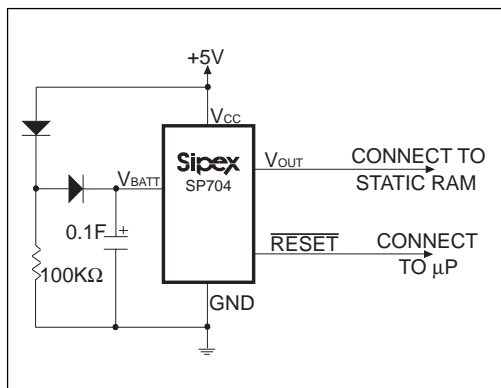 +5V
VCC
Sipex
SP704
VBATT
VOUT
CONNECT TO
STATIC RAM
0.1F
+
RESET
CONNECT
TO µP
100KΩ
GND